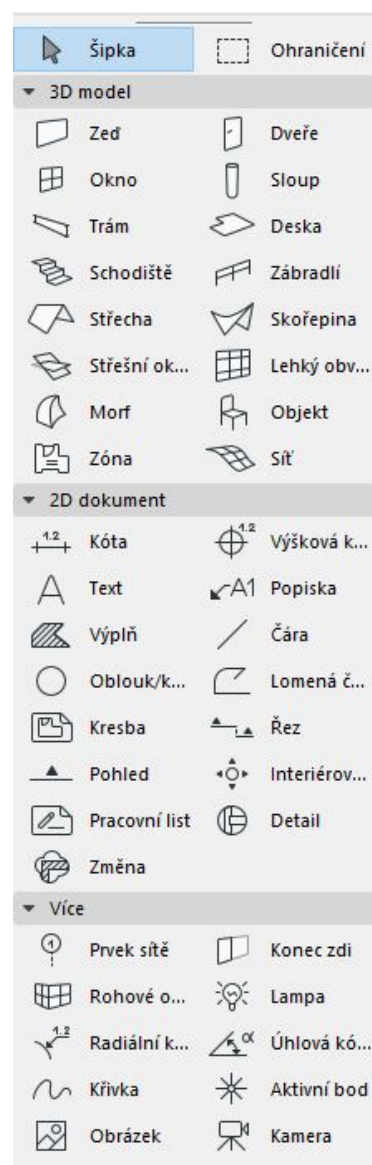 Šipka Ohraničení
3D model
Zeď Dveře
Okno Sloup
Trám Deska
Schodiště Zábradlí
Střecha Skořepina
Střešní ok... Lehký obv...
Morf Objekt
Zóna Síť
2D dokument
1.2 Kóta 1.2 Výšková k...
A Text A1 Popiska
Výplň Čára
Oblouk/k... Lomená č...
Kresba Řez
Pohled Interiérov...
Pracovní list Detail
Změna
Více
1 Prvek sítě Konec zdi
Rohové o... Lampa
1.2 Radiální k... α Úhlová kó...
Křivka Aktivní bod
Obrázek Kamera